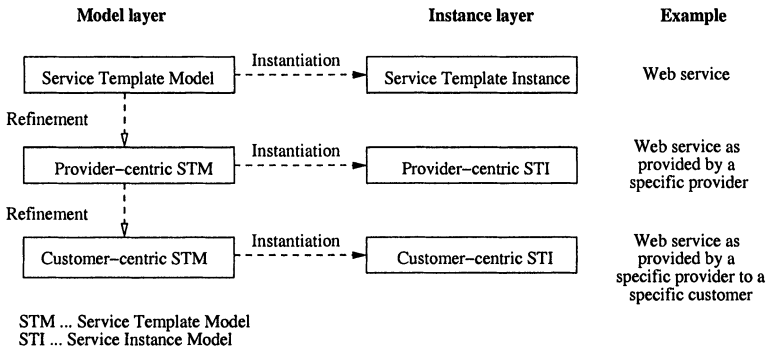 Model layer
Instance layer
Example
Service Template Model
Instantiation
Service Template Instance
Web service
Refinement
Provider−centric STM
Instantiation
Provider−centric STI
Web service as
provided by a
specific provider
Refinement
Customer−centric STM
Instantiation
Customer−centric STI
Web service as
provided by a
specific provider to a
specific customer
STM ... Service Template Model
STI ... Service Instance Model